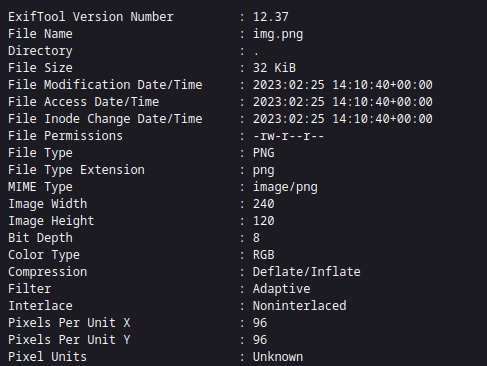 ExifTool Version Number : 12.37
File Name : img.png
Directory : .
File Size : 32 KiB
File Modification Date/Time : 2023:02:25 14:10:40+00:00
File Access Date/Time : 2023:02:25 14:10:40+00:00
File Inode Change Date/Time : 2023:02:25 14:10:40+00:00
File Permissions : -rw-r--r--
File Type : PNG
File Type Extension : png
MIME Type : image/png
Image Width : 240
Image Height : 120
Bit Depth : 8
Color Type : RGB
Compression : Deflate/Inflate
Filter : Adaptive
Interlace : Noninterlaced
Pixels Per Unit X : 96
Pixels Per Unit Y : 96
Pixel Units : Unknown